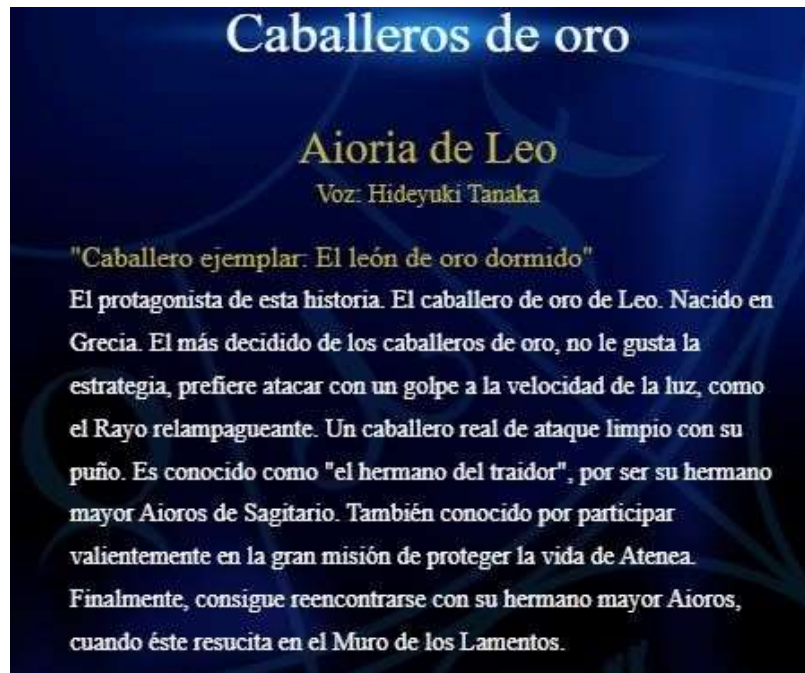 Caballeros de oro
Aioria de Leo
Voz: Hideyuki Tanaka
"Caballero ejemplar: El león de oro dormido"
El protagonista de esta historia. El caballero de oro de Leo. Nacido en
Grecia. El más decidido de los caballeros de oro, no le gusta la
estrategia, prefiere atacar con un golpe a la velocidad de la luz, como
el Rayo relampagueante. Un caballero real de ataque limpio con su
puño. Es conocido como "el hermano del traidor", por ser su hermano
mayor Aioros de Sagitario. También conocido por participar
valientemente en la gran misión de proteger la vida de Atenea.
Finalmente, consigue reencontrarse con su hermano mayor Aioros,
cuando éste resucita en el Muro de los Lamentos.